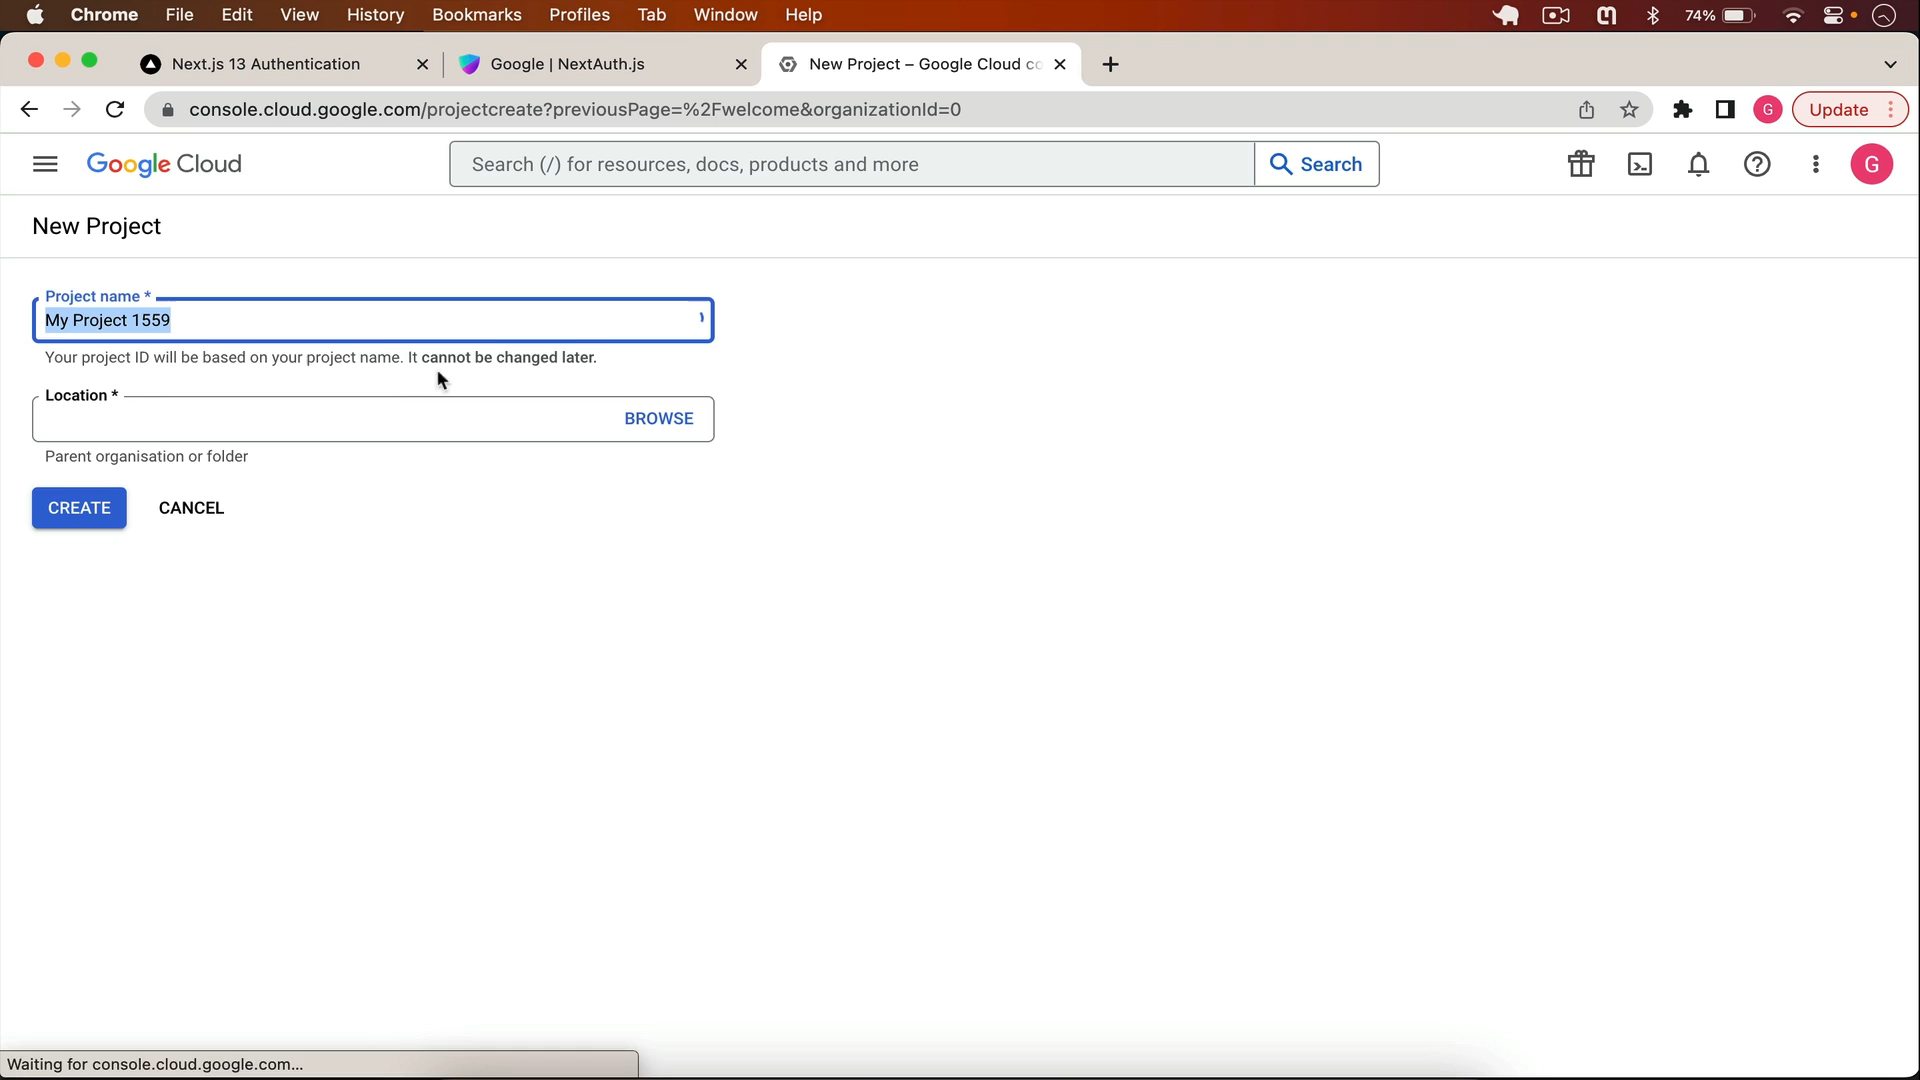 Chrome File Edit View History Bookmarks Profiles Tab Window Help 74%
Next.js 13 Authentication Google | NextAuth.js New Project – Google Cloud co
console.cloud.google.com/projectcreate?previousPage=%2Fwelcome&organizationId=0 G Update
Google Cloud Search (/) for resources, docs, products and more Search G
New Project
Project name *
My Project 1559
Your project ID will be based on your project name. It cannot be changed later.
Location *
BROWSE
Parent organisation or folder
CREATE CANCEL
Waiting for console.cloud.google.com...